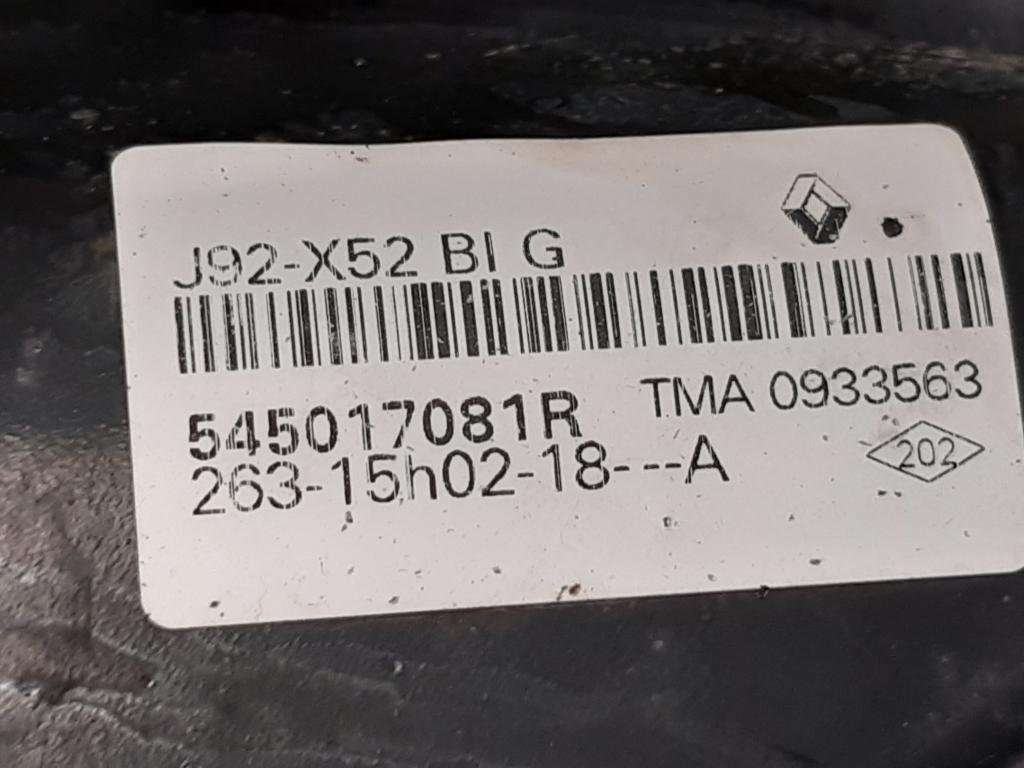 J92-X52 BI G
545017081R TMA 0933563
263-15h02-18---A 202